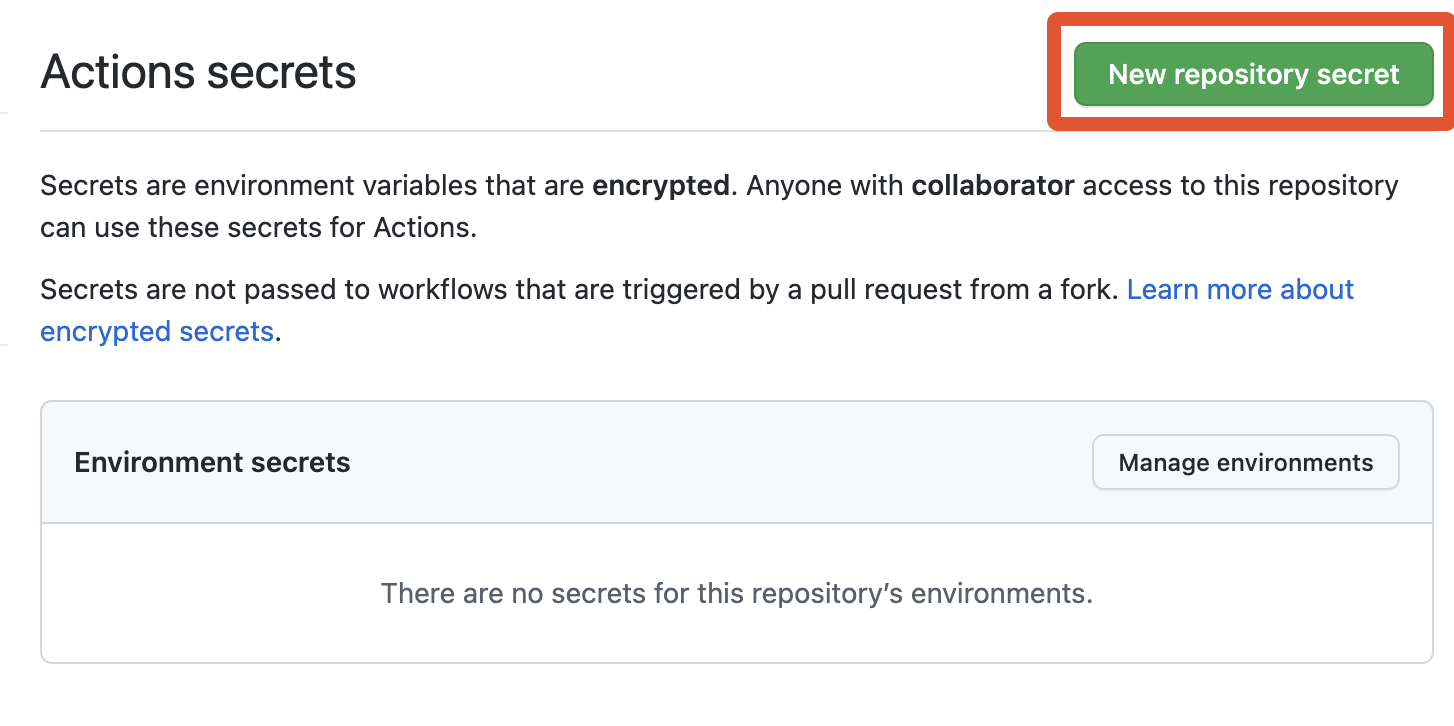 Actions secrets
New repository secret
Secrets are environment variables that are encrypted. Anyone with collaborator access to this repository
can use these secrets for Actions.
Secrets are not passed to workflows that are triggered by a pull request from a fork. Learn more about
encrypted secrets.
Environment secrets
Manage environments
There are no secrets for this repository’s environments.